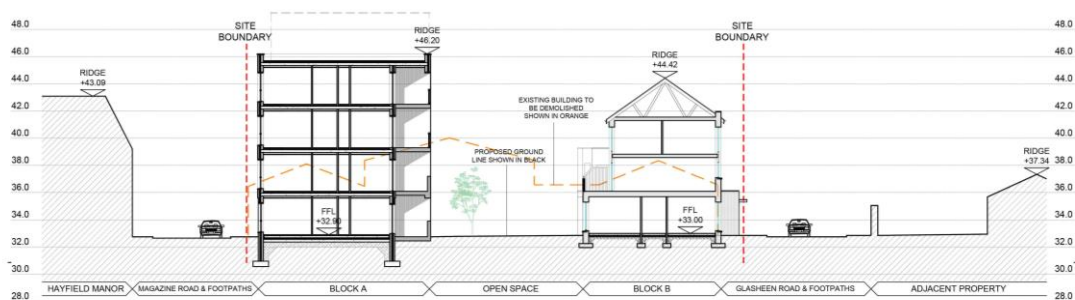 48.0
46.0
44.0
42.0
40.0
38.0
36.0
34.0
32.0
30.0
28.0
RIDGE
+43.09
SITE
BOUNDARY
RIDGE
+46.20
FFL
+32.90
EXISTING BUILDING TO
BE DEMOLISHED
SHOWN IN ORANGE
PROPOSED GROUND
LINE SHOWN IN BLACK
RIDGE
+44.42
FFL
+33.00
SITE
BOUNDARY
RIDGE
+37.34
48.0
46.0
44.0
42.0
40.0
38.0
36.0
34.0
32.0
30.0
28.0
HAYFIELD MANOR
MAGAZINE ROAD & FOOTPATHS
BLOCK A
OPEN SPACE
BLOCK B
GLASHEEN ROAD & FOOTPATHS
ADJACENT PROPERTY